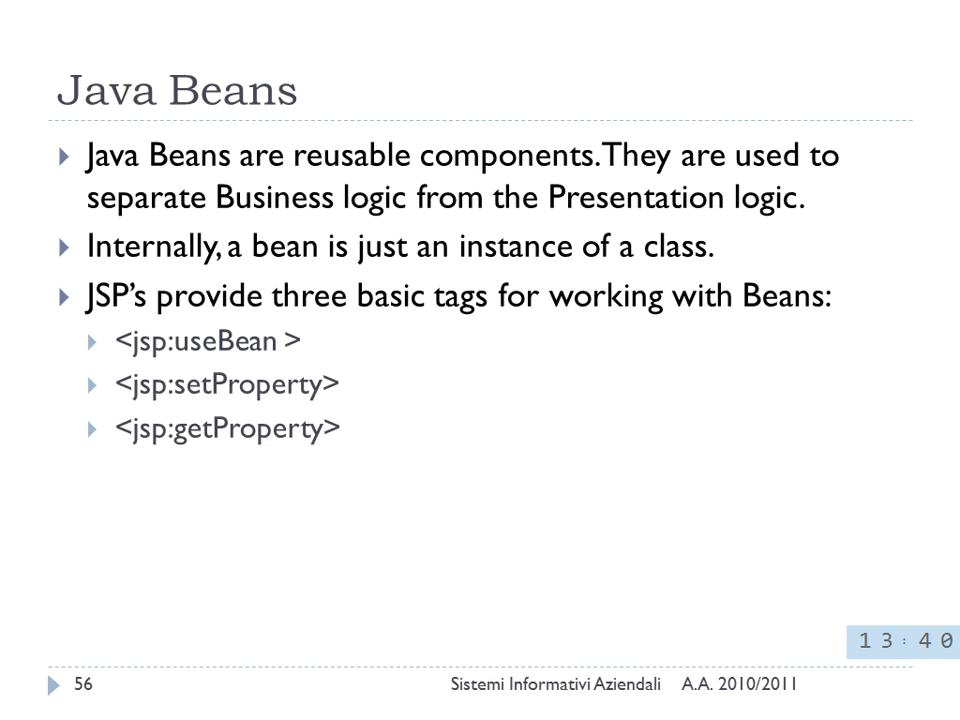 Java Beans
Java Beans are reusable components. They are used to
separate Business logic from the Presentation logic.
Internally, a bean is just an instance of a class.
JSP’s provide three basic tags for working with Beans:
<jsp:useBean >
<jsp:setProperty>
<jsp:getProperty>
13:40
56 Sistemi Informativi Aziendali A.A. 2010/2011